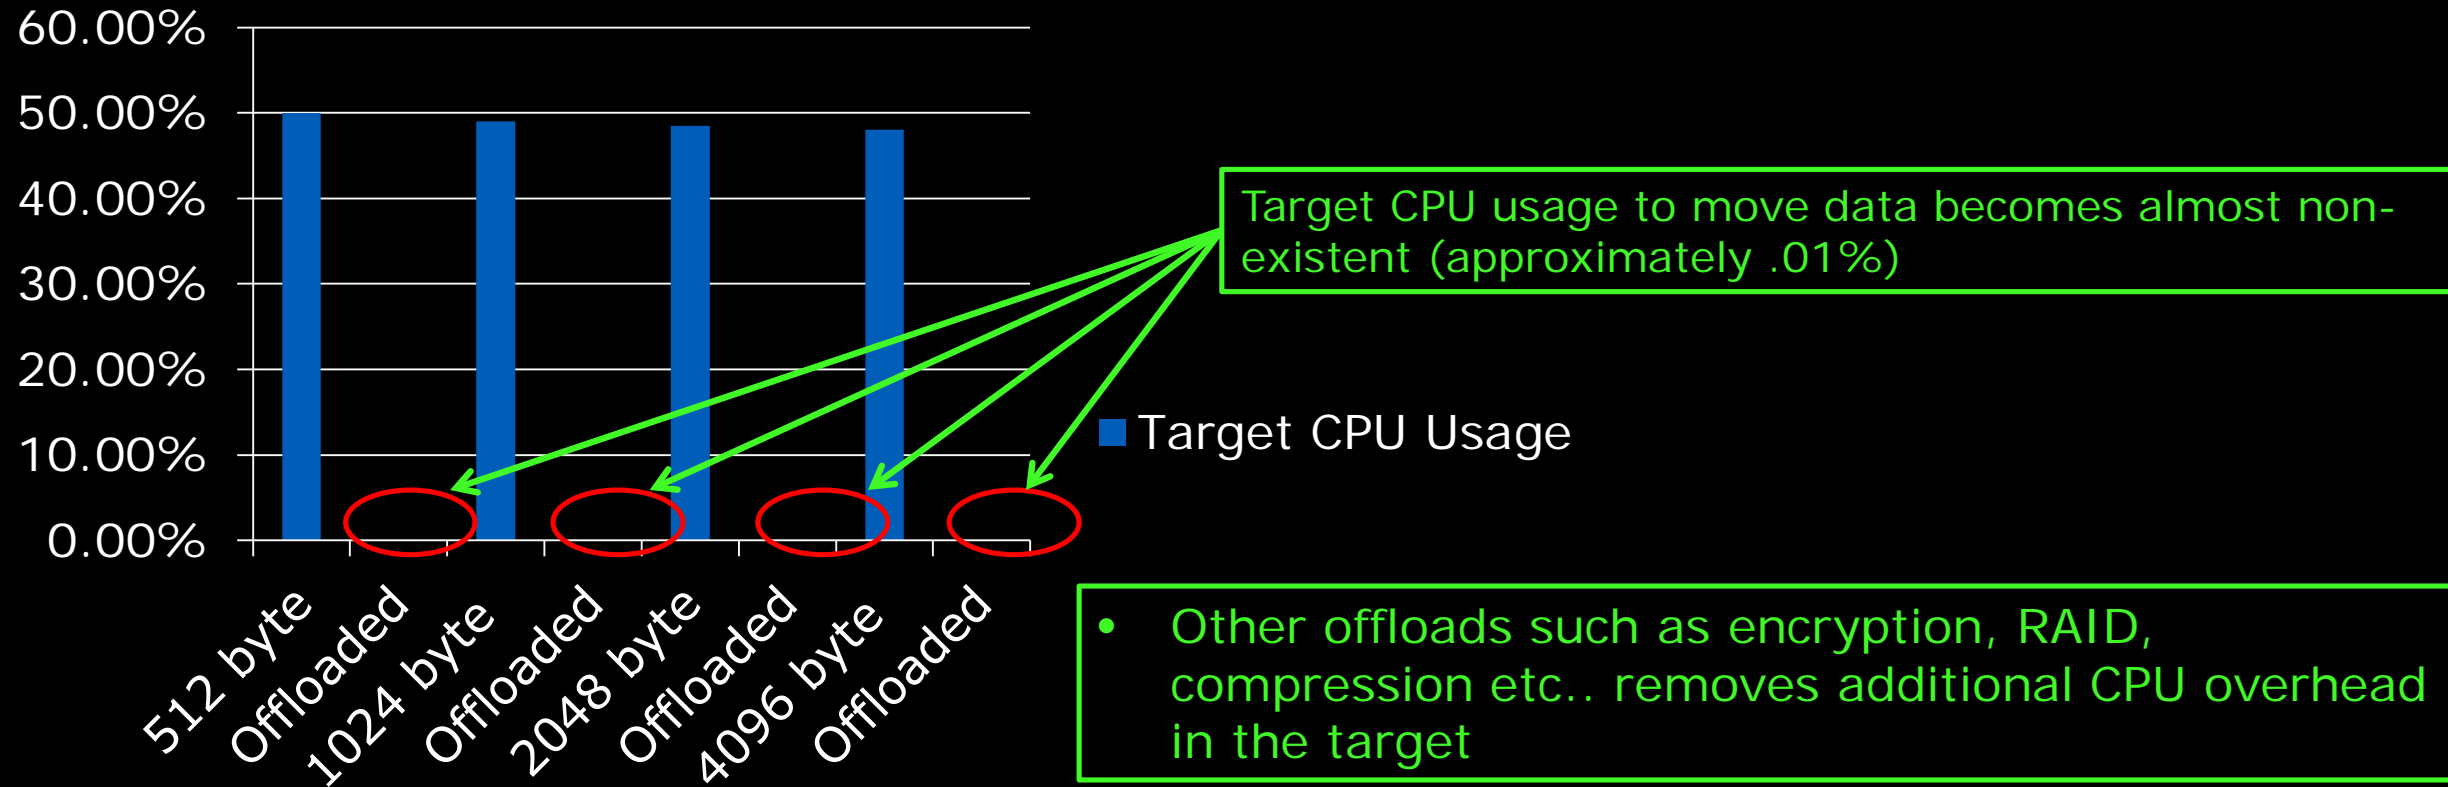 60.00%
50.00%
40.00%
30.00%
20.00%
10.00%
0.00%
512 byte
Offloaded
1024 byte
Offloaded
2048 byte
Offloaded
4096 byte
Offloaded
Target CPU usage to move data becomes almost non-
existent (approximately .01%)
Target CPU Usage
• Other offloads such as encryption, RAID,
compression etc.. removes additional CPU overhead
in the target